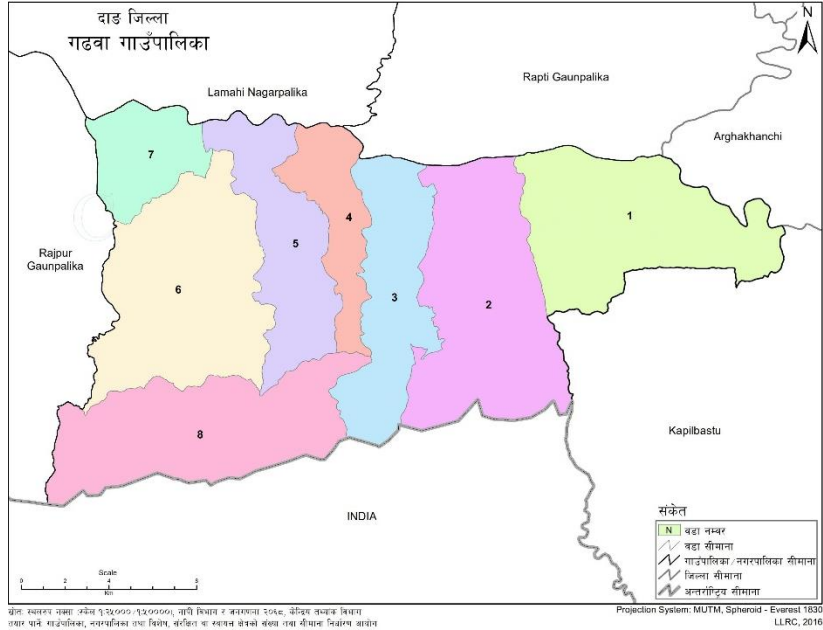 दाङ जिल्ला
गढवा गाउँपालिका
N
Lamahi Nagarpalika
Rapti Gaunpalika
Arghakhanchi
7
4
1
5
Rajpur
Gaunpalika
6
3
2
8
Kapilbastu
INDIA
संकेत
N वडा नम्बर
वडा सीमाना
गाउँपालिका/नगरपालिका सीमाना
जिल्ला सीमाना
अन्तर्राष्ट्रिय सीमाना
Scale
0 2 4 8
Km
Projection System: MUTM, Spheroid - Everest 1830
LLRC, 2016